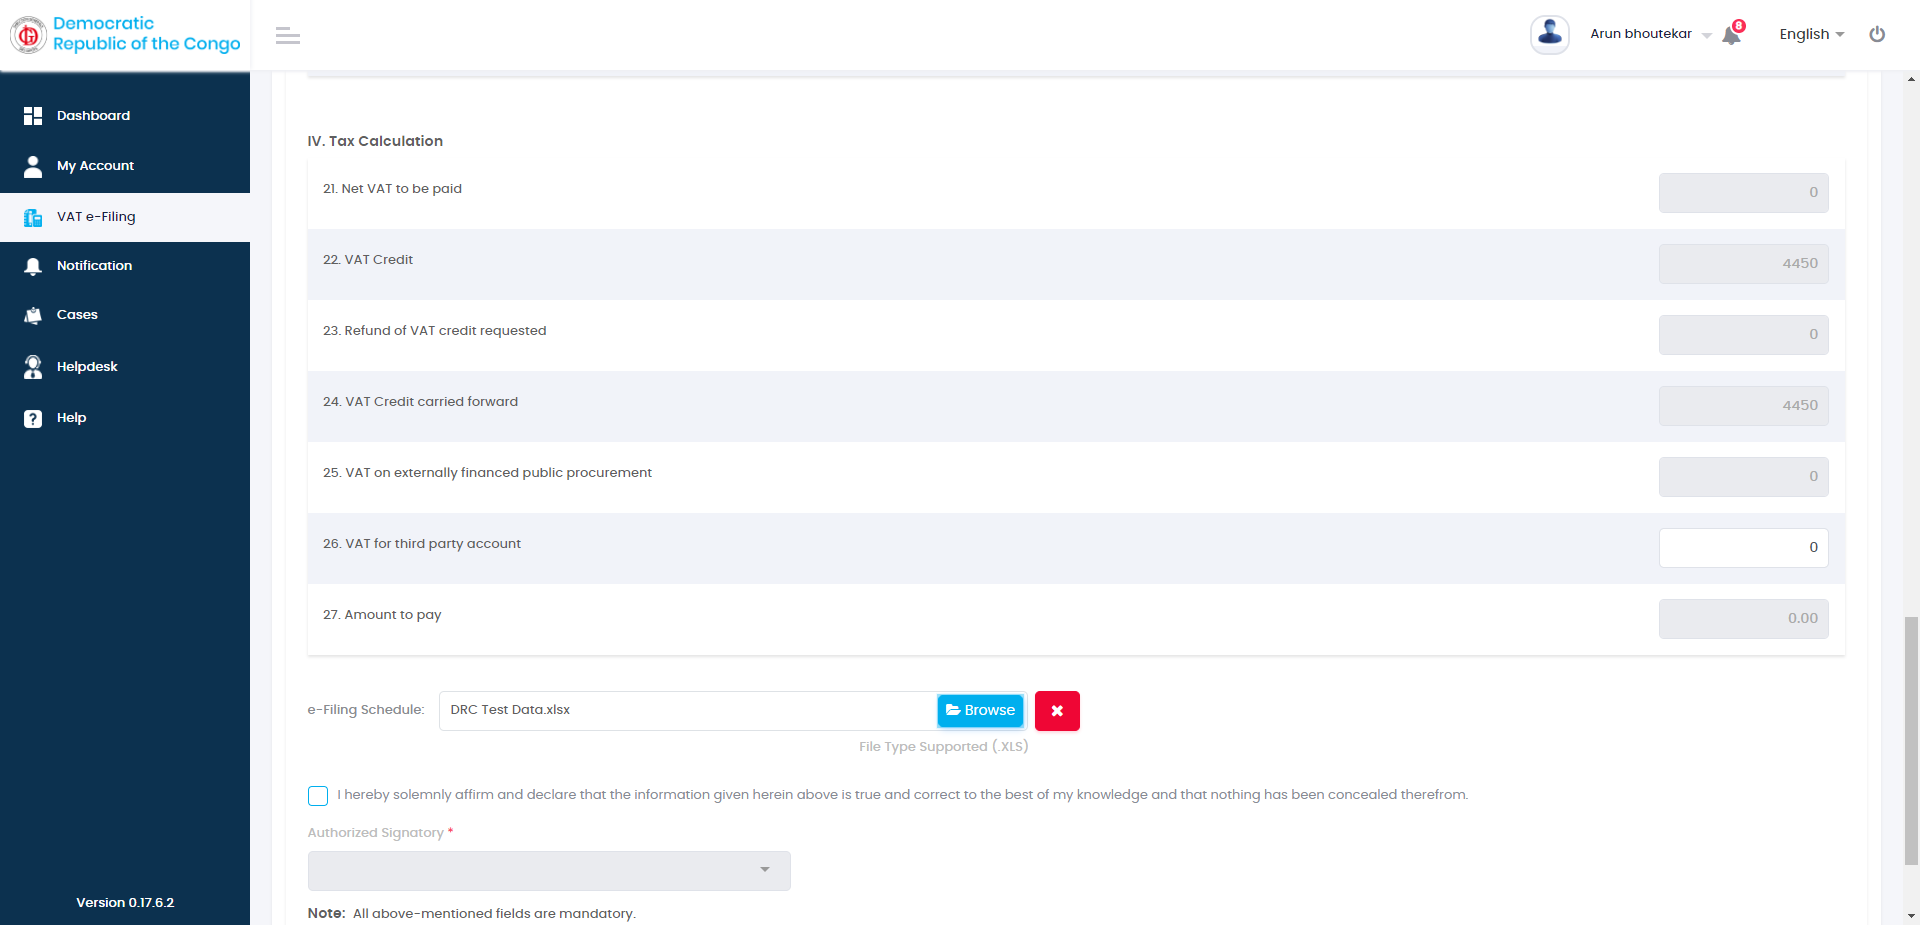 Democratic
Republic of the Congo
Arun bhoutekar
8
English
Dashboard
My Account
VAT e-Filing
Notification
Cases
Helpdesk
Help
Version 0.17.6.2
IV. Tax Calculation
21. Net VAT to be paid 0
22. VAT Credit 4450
23. Refund of VAT credit requested 0
24. VAT Credit carried forward 4450
25. VAT on externally financed public procurement 0
26. VAT for third party account 0
27. Amount to pay 0.00
e-Filing Schedule: DRC Test Data.xlsx Browse
File Type Supported (.XLS)
I hereby solemnly affirm and declare that the information given herein above is true and correct to the best of my knowledge and that nothing has been concealed therefrom.
Authorized Signatory *
Note: All above-mentioned fields are mandatory.